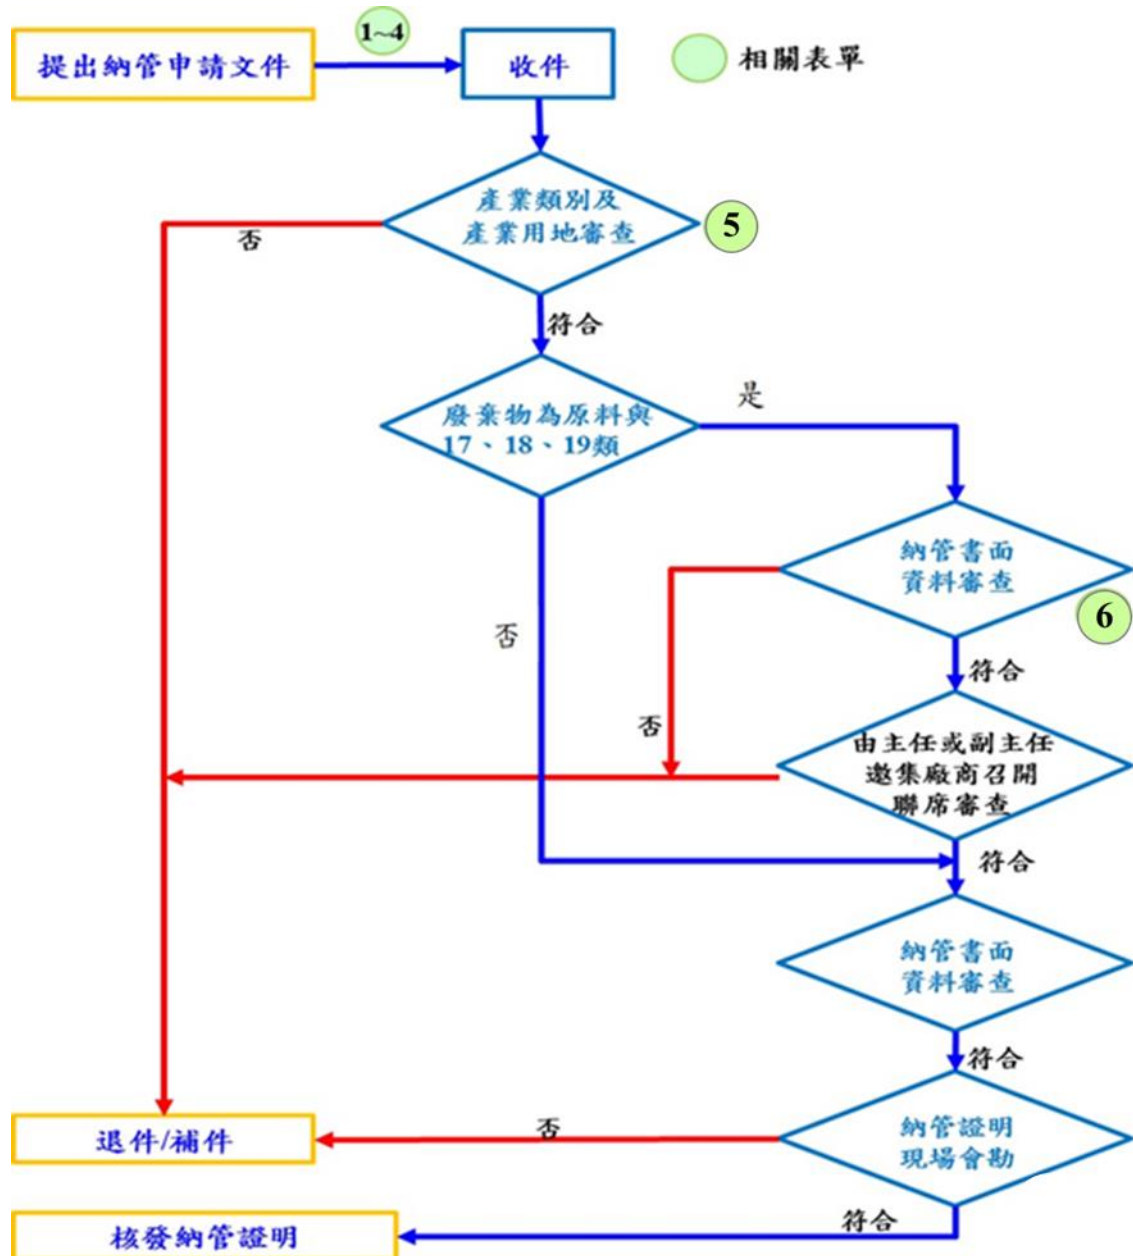 1~4
提出納管申請文件
收件
相關表單
產業類別及
產業用地審查
5
否
符合
廢棄物為原料與
17、18、19類
是
納管書面
資料審查
6
否
符合
否
由主任或副主任
邀集廠商召開
聯席審查
符合
納管書面
資料審查
符合
納管證明
現場會勘
否
退件/補件
符合
核發納管證明